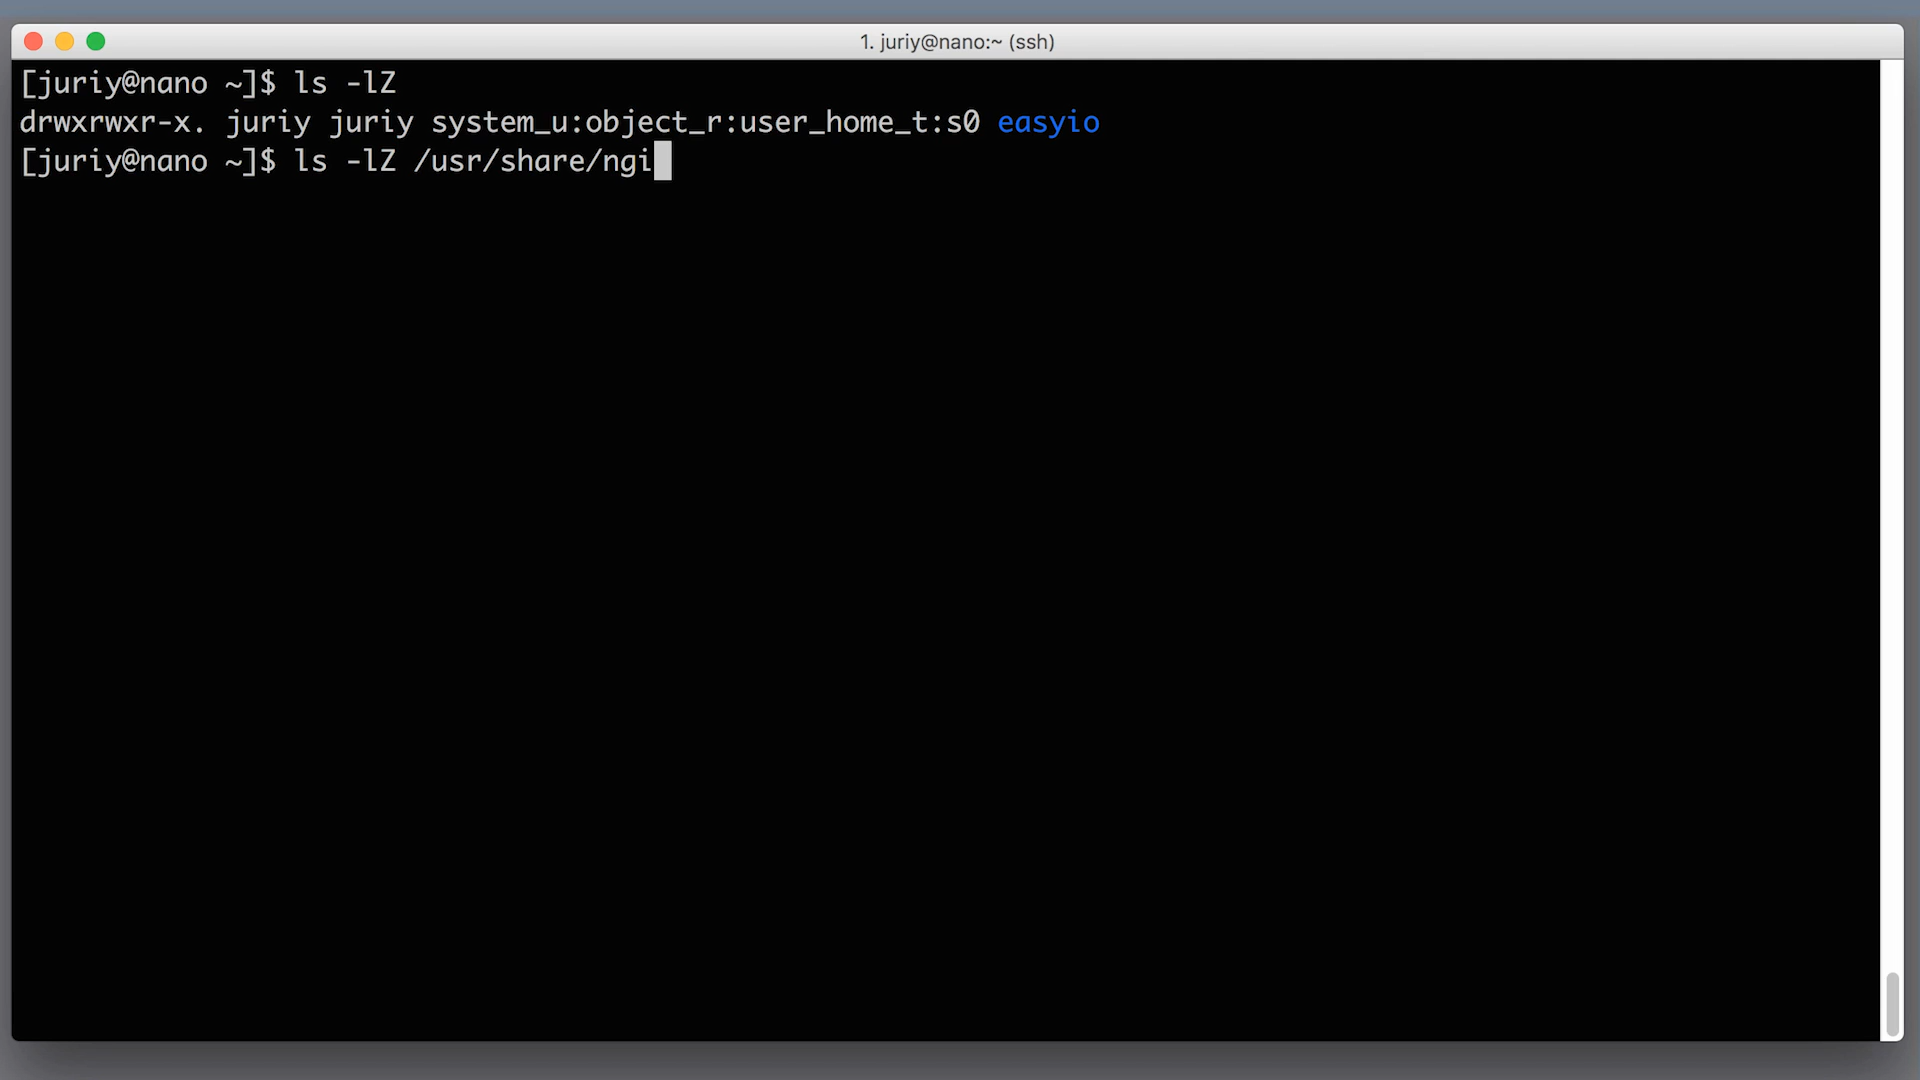 1. juriy@nano:~ (ssh)
[juriy@nano ~]$ ls -lZ
drwxrwxr-x. juriy juriy system_u:object_r:user_home_t:s0 easyio
[juriy@nano ~]$ ls -lZ /usr/share/ngi